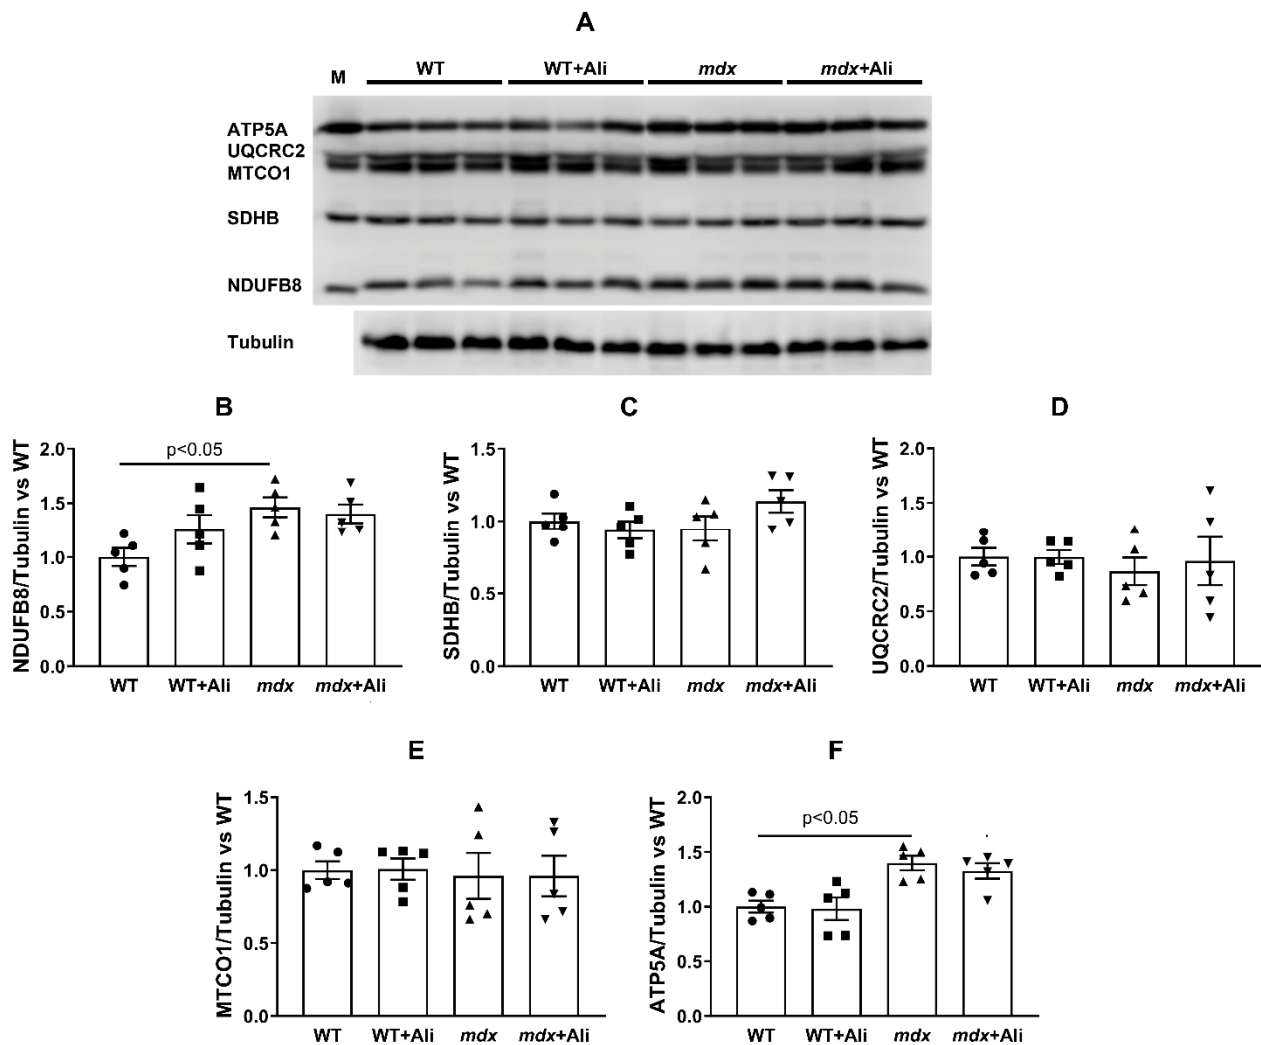 A
M WT WT+Ali mdx mdx+Ali
ATP5A
UQCRC2
MTCO1
SDHB
NDUFB8
Tubulin
B
NDUFB8/Tubulin vs WT
2.0
1.5
1.0
0.5
0.0
p<0.05
WT WT+Ali mdx mdx+Ali
C
SDHB/Tubulin vs WT
1.5
1.0
0.5
0.0
WT WT+Ali mdx mdx+Ali
D
UQCRC2/Tubulin vs WT
2.0
1.5
1.0
0.5
0.0
WT WT+Ali mdx mdx+Ali
E
MTCO1/Tubulin vs WT
1.5
1.0
0.5
0.0
WT WT+Ali mdx mdx+Ali
F
ATP5A/Tubulin vs WT
2.0
1.5
1.0
0.5
0.0
p<0.05
WT WT+Ali mdx mdx+Ali